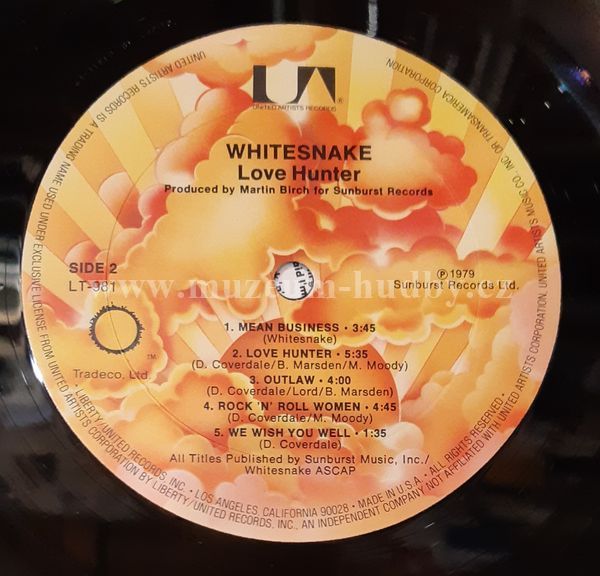 UNITED ARTISTS RECORDS IS A TRADING NAME USED UNDER EXCLUSIVE LICENSE FROM UNITED ARTISTS MUSIC CO., INC. OR TRANSAMERICA CORPORATION.
UA
UNITED ARTISTS RECORDS ®
WHITESNAKE
Love Hunter
Produced by Martin Birch for Sunburst Records
SIDE 2
LT-981
℗ 1979
Sunburst Records Ltd.
www.muzeum-hudby.cz
1. MEAN BUSINESS • 3:45
(Whitesnake)
2. LOVE HUNTER • 5:35
(D. Coverdale/B. Marsden/M. Moody)
3. OUTLAW • 4:00
(D. Coverdale/Lord/B. Marsden)
4. ROCK 'N' ROLL WOMEN • 4:45
(D. Coverdale/M. Moody)
5. WE WISH YOU WELL • 1:35
(D. Coverdale)
TM
Tradeco, Ltd.
All Titles Published by Sunburst Music, Inc./
Whitesnake ASCAP
• LIBERTY/UNITED RECORDS, INC. • LOS ANGELES, CALIFORNIA 90028 • MADE IN U.S.A. • ALL RIGHTS RESERVED •
UNITED ARTISTS CORPORATION BY LIBERTY/UNITED RECORDS, INC., AN INDEPENDENT COMPANY NOT AFFILIATED WITH UNITED ARTISTS CORPORATION, UNITED ARTISTS